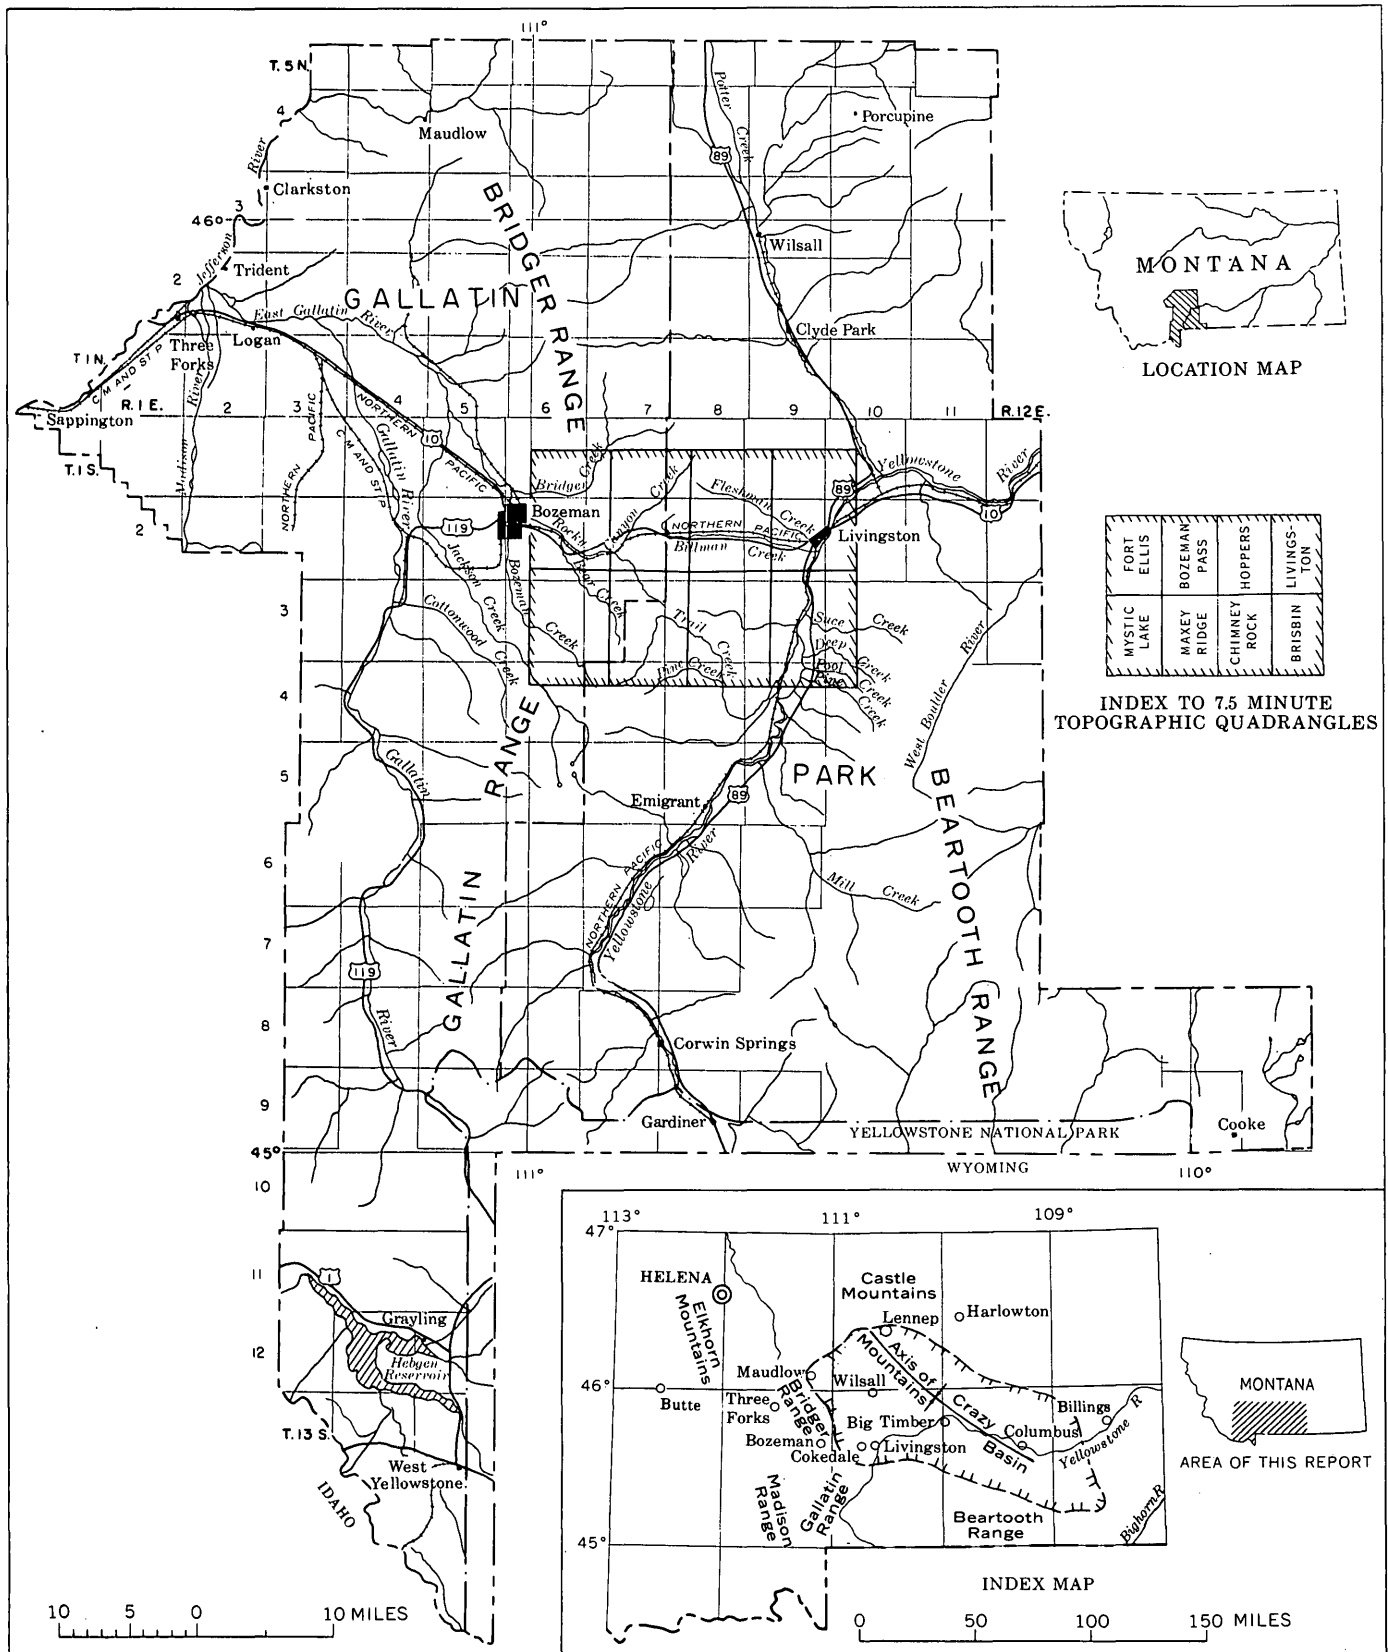 111°
T. 5 N.
4
Maudlow
Potter
Creek
Porcupine
89
River
Clarkston
3
46°
BRIDGER RANGE
Wilsall
Jefferson
Trident
2
GALLATIN
East Gallatin
River
Clyde Park
Logan
Three
Forks
T I N.
C M AND ST P
R. I E.
2
3
4
5
6
7
8
9
10
11
R.12 E.
Sappington
River
Madison
NORTHERN
PACIFIC
NORTHERN
PACIFIC
10
C M AND ST P
Gallatin
River
T. I S.
2
Bridger
Creek
Canyon
Creek
Fleshman
Creek
89
Yellowstone
River
10
119
Bozeman
Rocky
NORTHERN
PACIFIC
Billman
Creek
Livingston
Jackson
Creek
Bozeman
Creek
Bear Creek
3
Cottonwood
Creek
Trail
Creek
Suce
Creek
Deep
Creek
Pool
Creek
Pine
Creek
Pine Creek
West Boulder
River
4
RANGE
5
Gallatin
PARK
Emigrant
89
BEARTOOTH RANGE
6
NORTHERN PACIFIC
Yellowstone
River
Mill
Creek
GALLATIN
7
119
River
8
Corwin Springs
9
Gardiner
YELLOWSTONE NATIONAL PARK
Cooke
45°
111°
WYOMING
110°
10
11
1
Grayling
12
Hebgen
Reservoir
T. 13 S.
West
Yellowstone
IDAHO
10
5
0
10 MILES
MONTANA
LOCATION MAP
FORT
ELLIS
BOZEMAN
PASS
HOPPERS
LIVINGS-
TON
MYSTIC
LAKE
MAXEY
RIDGE
CHIMNEY
ROCK
BRISBIN
INDEX TO 7.5 MINUTE
TOPOGRAPHIC QUADRANGLES
113°
111°
109°
47°
HELENA
Elkhorn
Mountains
Castle
Mountains
Lennep
Harlowton
Maudlow
Axis of
Mountains
Crazy
Basin
Wilsall
46°
Butte
Three
Forks
Bridger
Range
Big Timber
Billings
Columbus
Bozeman
Cokedale
Livingston
Yellowstone R
Madison
Range
Gallatin
Range
Beartooth
Range
Bighorn R
45°
INDEX MAP
0
50
100
150 MILES
MONTANA
AREA OF THIS REPORT